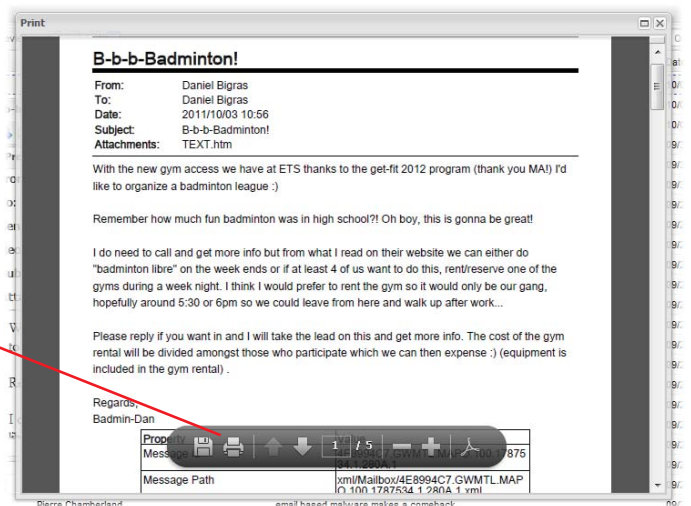 Print
B-b-b-Badminton!
From: Daniel Bigras
To: Daniel Bigras
Date: 2011/10/03 10:56
Subject: B-b-b-Badminton!
Attachments: TEXT.htm
With the new gym access we have at ETS thanks to the get-fit 2012 program (thank you MA!) I'd
like to organize a badminton league :)
Remember how much fun badminton was in high school?! Oh boy, this is gonna be great!
I do need to call and get more info but from what I read on their website we can either do
"badminton libre" on the week ends or if at least 4 of us want to do this, rent/reserve one of the
gyms during a week night. I think I would prefer to rent the gym so it would only be our gang,
hopefully around 5:30 or 6pm so we could leave from here and walk up after work...
Please reply if you want in and I will take the lead on this and get more info. The cost of the gym
rental will be divided amongst those who participate which we can then expense :) (equipment is
included in the gym rental) .
Regards,
Badmin-Dan
1 / 5
Message Path xml/Mailbox/4E8994C7.GWMTL.MAP
O.100.1787534.1.280A.1.xml
Pierre Chamberland email based malware makes a comeback